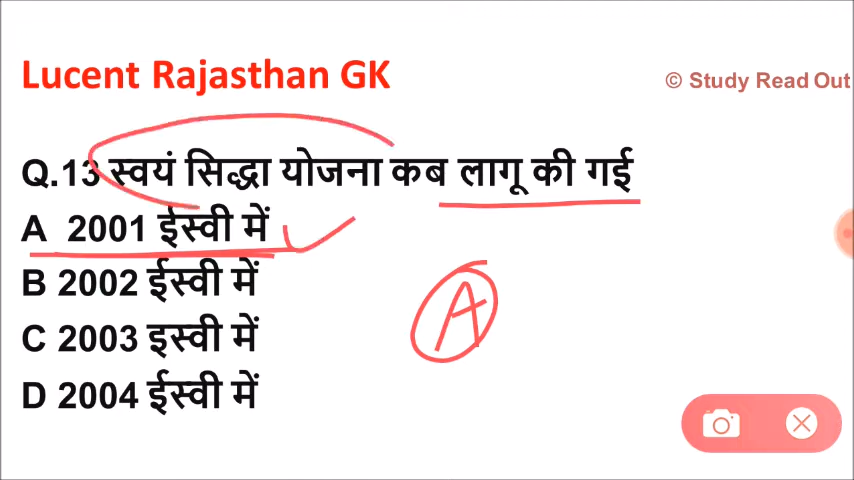 Lucent Rajasthan GK
© Study Read Out
Q.13 स्वयं सिद्धा योजना कब लागू की गई
A 2001 ईस्वी में
B 2002 ईस्वी में
A
C 2003 इस्वी में
D 2004 ईस्वी में